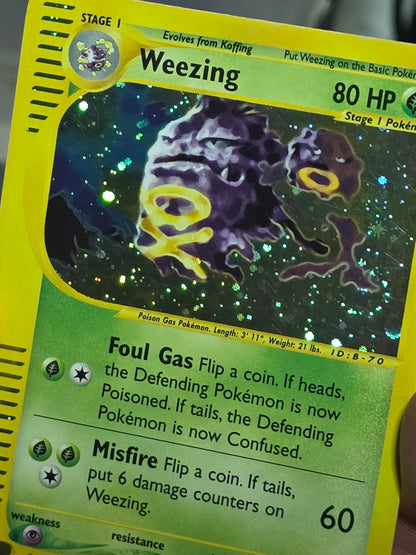 STAGE 1
Evolves from Koffing
Put Weezing on the Basic Poké
Weezing
80 HP
Stage 1 Pokém
Poison Gas Pokémon. Length: 3' 11", Weight: 21 lbs. ID:B-70
Foul Gas Flip a coin. If heads,
the Defending Pokémon is now
Poisoned. If tails, the Defending
Pokémon is now Confused.
Misfire Flip a coin. If tails,
put 6 damage counters on
Weezing.
60
weakness
resistance